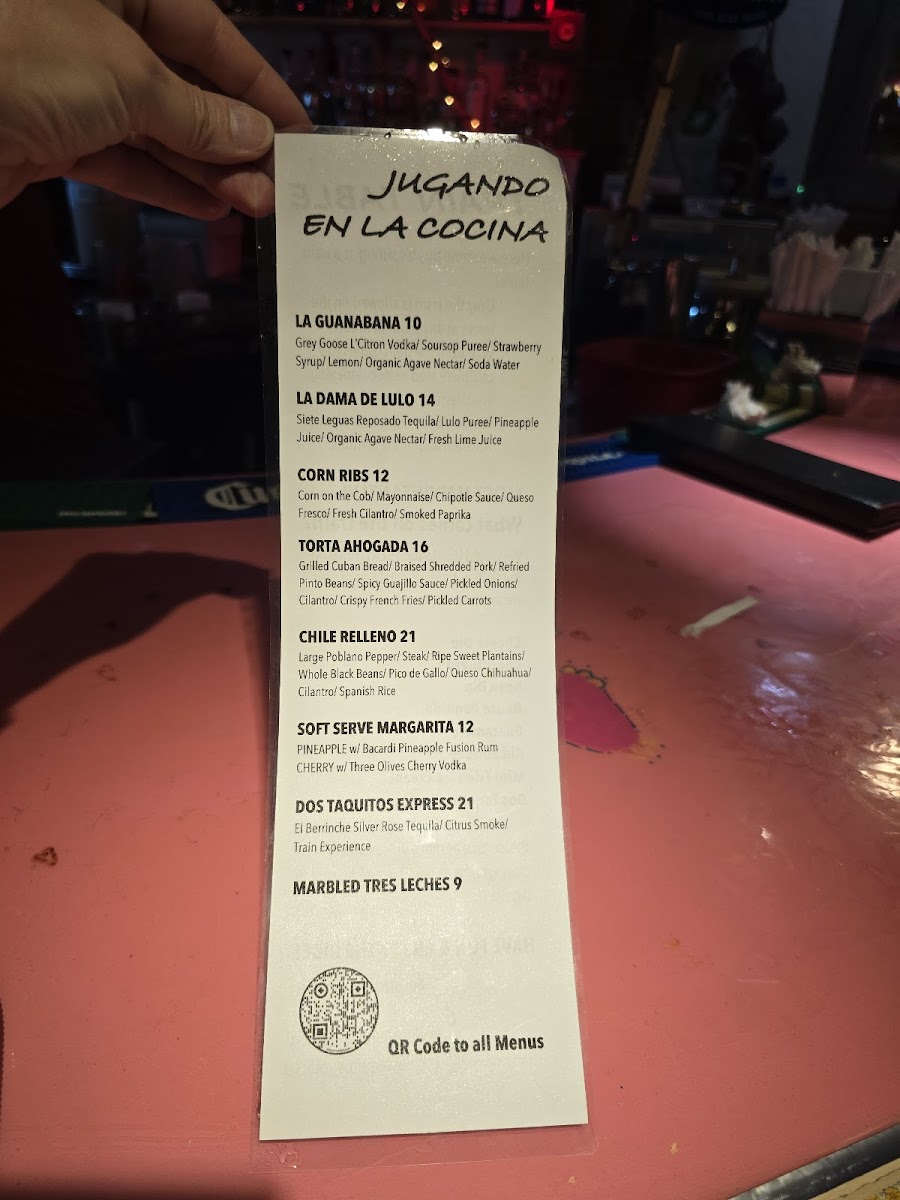 JUGANDO
EN LA COCINA
LA GUANABANA 10
Grey Goose L'Citron Vodka/ Soursop Puree/ Strawberry
Syrup/ Lemon/ Organic Agave Nectar/ Soda Water
LA DAMA DE LULO 14
Siete Leguas Reposado Tequila/ Lulo Puree/ Pineapple
Juice/ Organic Agave Nectar/ Fresh Lime Juice
CORN RIBS 12
Corn on the Cob/ Mayonnaise/ Chipotle Sauce/ Queso
Fresco/ Fresh Cilantro/ Smoked Paprika
TORTA AHOGADA 16
Grilled Cuban Bread/ Braised Shredded Pork/ Refried
Pinto Beans/ Spicy Guajillo Sauce/ Pickled Onions/
Cilantro/ Crispy French Fries/ Pickled Carrots
CHILE RELLENO 21
Large Poblano Pepper/ Steak/ Ripe Sweet Plantains/
Whole Black Beans/ Pico de Gallo/ Queso Chihuahua/
Cilantro/ Spanish Rice
SOFT SERVE MARGARITA 12
PINEAPPLE w/ Bacardi Pineapple Fusion Rum
CHERRY w/ Three Olives Cherry Vodka
DOS TAQUITOS EXPRESS 21
El Berrinche Silver Rose Tequila/ Citrus Smoke/
Train Experience
MARBLED TRES LECHES 9
QR Code to all Menus